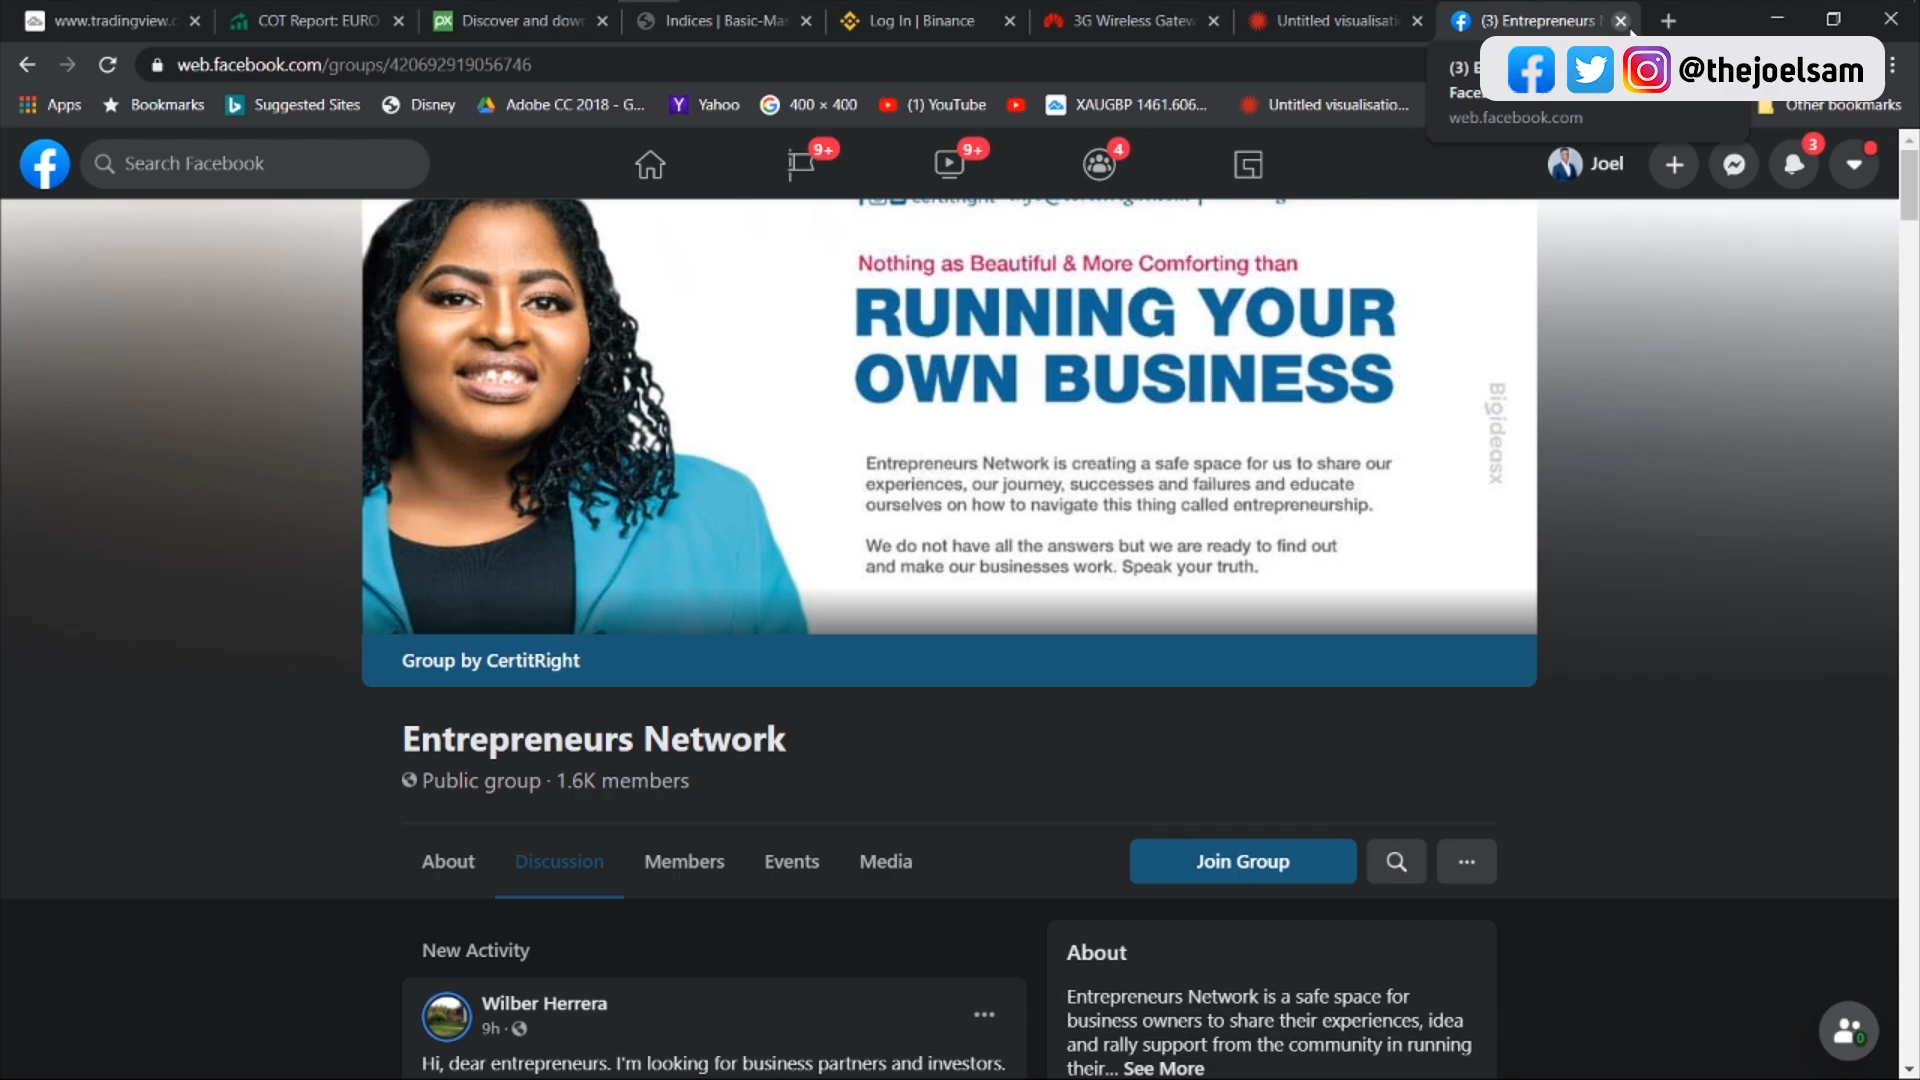 www.tradingview.c
COT Report: EURO
Discover and dow
Indices | Basic-Mas
Log In | Binance
3G Wireless Gatew
Untitled visualisati
(3) Entrepreneurs
web.facebook.com/groups/420692919056746
(3) E
Face
web.facebook.com
@thejoelsam
Apps
Bookmarks
Suggested Sites
Disney
Adobe CC 2018 - G...
Yahoo
400 × 400
(1) YouTube
XAUGBP 1461.606...
Untitled visualisatio...
Other bookmarks
Search Facebook
9+
9+
4
Joel
3
Nothing as Beautiful & More Comforting than
RUNNING YOUR
OWN BUSINESS
Entrepreneurs Network is creating a safe space for us to share our
experiences, our journey, successes and failures and educate
ourselves on how to navigate this thing called entrepreneurship.
We do not have all the answers but we are ready to find out
and make our businesses work. Speak your truth.
Bigideasx
Group by CertitRight
Entrepreneurs Network
Public group · 1.6K members
About
Discussion
Members
Events
Media
Join Group
New Activity
Wilber Herrera
9h ·
Hi, dear entrepreneurs. I'm looking for business partners and investors.
About
Entrepreneurs Network is a safe space for
business owners to share their experiences, idea
and rally support from the community in running
their... See More
0